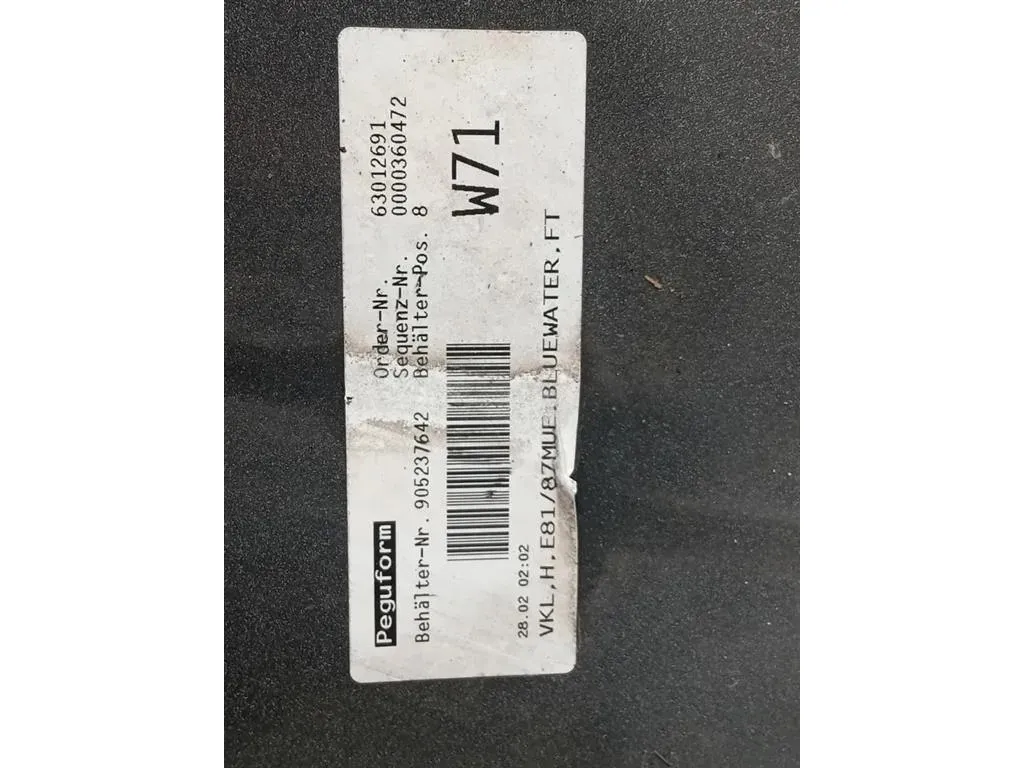 Peguform
Order-Nr. 63012691
Sequenz-Nr. 0000360472
Behälter-Nr. 905237642 Behälter-Pos. 8
W71
28.02 02:02
VKL,H,E81/87MUE,BLUEWATER,FT